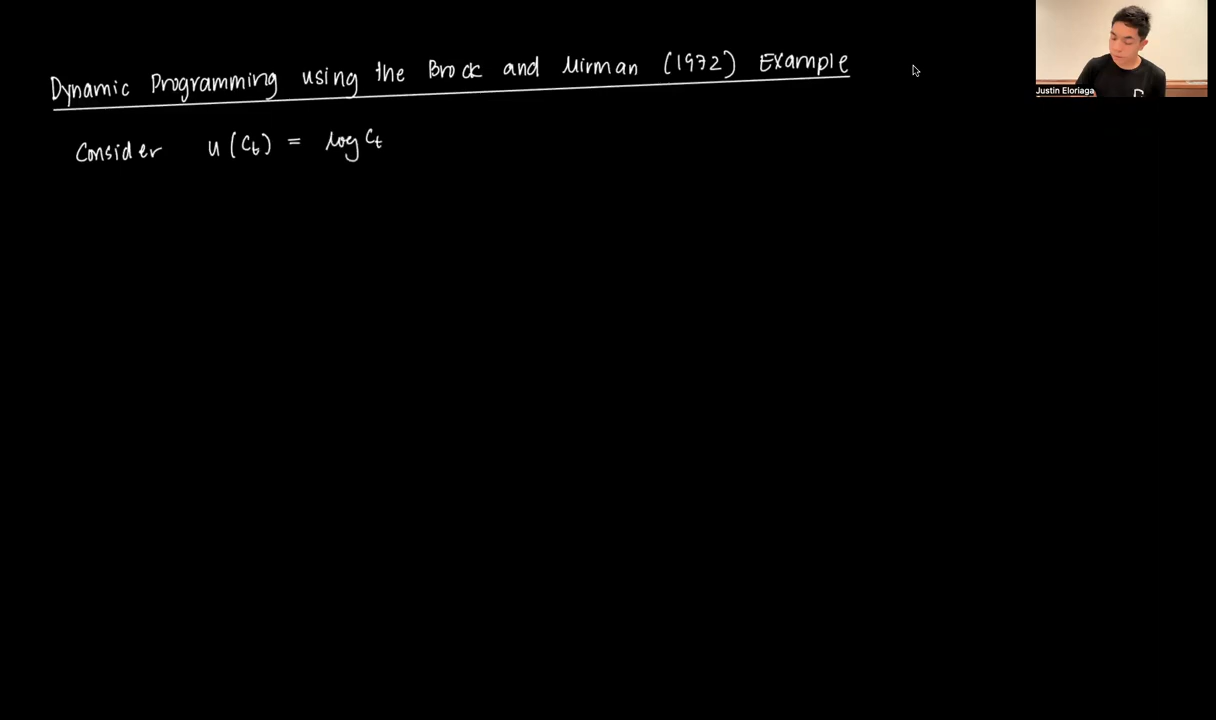 Dynamic Programming using the Brock and Mirman (1972) Example
Consider u(Ct) = log Ct
Justin Eloriaga